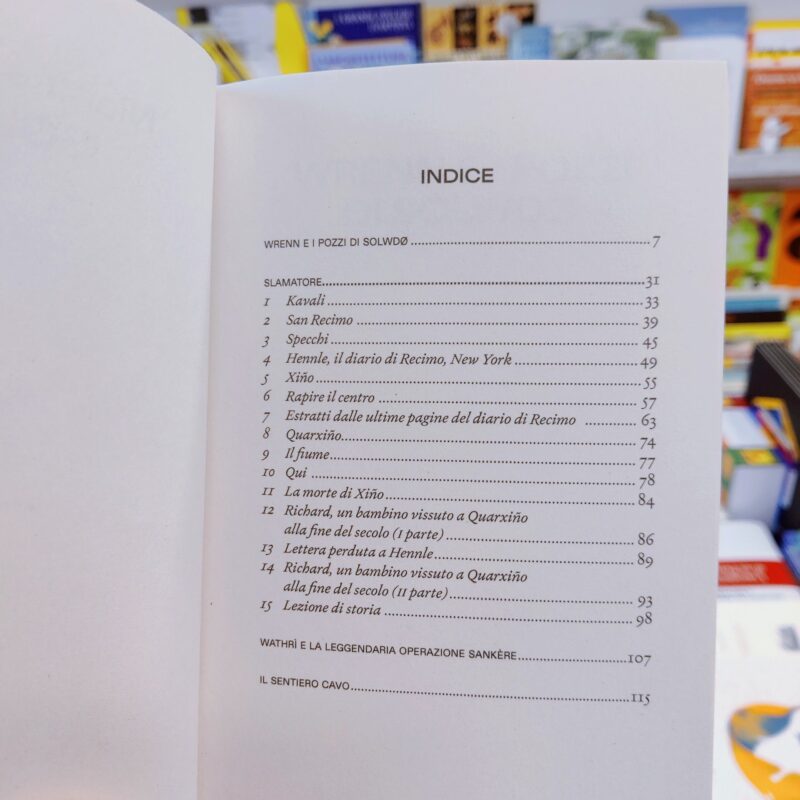 INDICE
WRENN E I POZZI DI SOLWDØ 7
SLAMATORE 31
1 Kavali 33
2 San Recimo 39
3 Specchi 45
4 Hennle, il diario di Recimo, New York 49
5 Xiño 55
6 Rapire il centro 57
7 Estratti dalle ultime pagine del diario di Recimo 63
8 Quarxiño 74
9 Il fiume 77
10 Qui 78
11 La morte di Xiño 84
12 Richard, un bambino vissuto a Quarxiño
alla fine del secolo (I parte) 86
13 Lettera perduta a Hennle 89
14 Richard, un bambino vissuto a Quarxiño
alla fine del secolo (II parte) 93
15 Lezione di storia 98
WATHRÌ E LA LEGGENDARIA OPERAZIONE SANKÈRE 107
IL SENTIERO CAVO 115